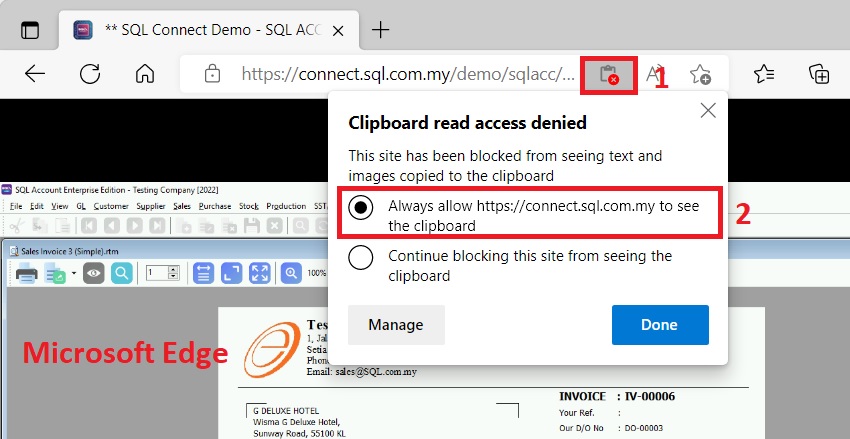 ** SQL Connect Demo - SQL ACC
https://connect.sql.com.my/demo/sqlacc/...
1
Clipboard read access denied
This site has been blocked from seeing text and
images copied to the clipboard
Always allow https://connect.sql.com.my to see
the clipboard
2
Continue blocking this site from seeing the
clipboard
Manage
Done
SQL Account Enterprise Edition - Testing Company [2022]
File Edit View GL Customer Supplier Sales Purchase Stock Production SST
Sales Invoice 3 (Simple).rtm
1
100%
Microsoft Edge
Tes
1, Jal
Setia
Phon
Email: sales@SQL.com.my
INVOICE : IV-00006
G DELUXE HOTEL
Your Ref. :
Wisma G Deluxe Hotel,
Our D/O No : DO-00003
Sunway Road, 55100 KL